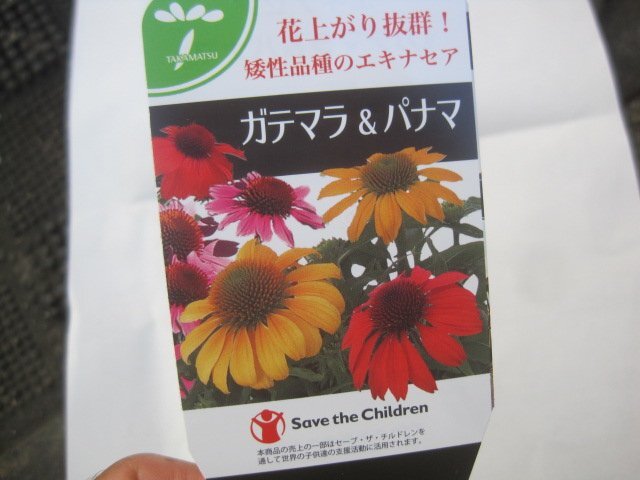 TAKAMATSU
花上がり抜群!
矮性品種のエキナセア
ガテマラ & パナマ
Save the Children
本商品の売上の一部はセーブ・ザ・チルドレンを
通して世界の子供達の支援活動に活用されます。